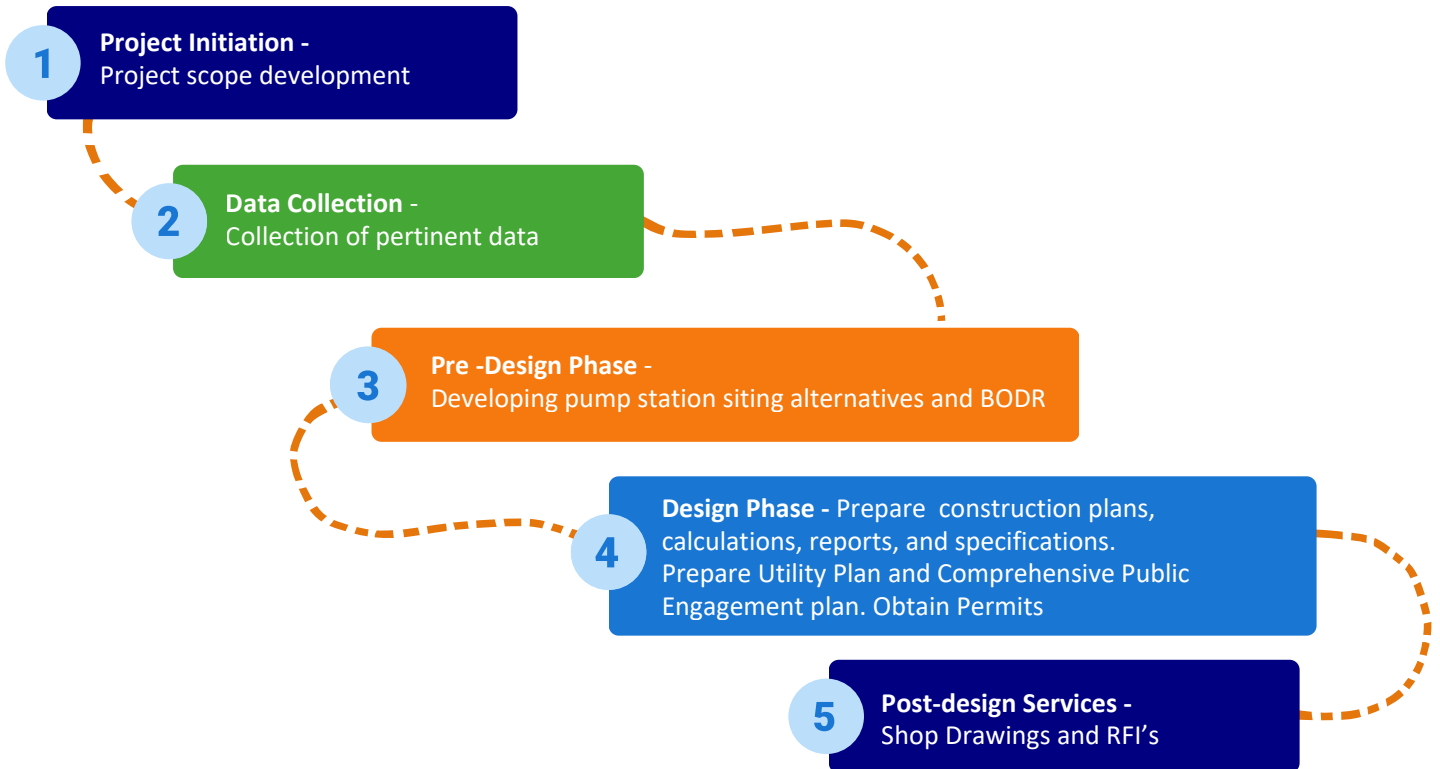 1
Project Initiation -
Project scope development
2
Data Collection -
Collection of pertinent data
3
Pre -Design Phase -
Developing pump station siting alternatives and BODR
4
Design Phase - Prepare  construction plans,
calculations, reports, and specifications.
Prepare Utility Plan and Comprehensive Public
Engagement plan. Obtain Permits
5
Post-design Services -
Shop Drawings and RFI’s